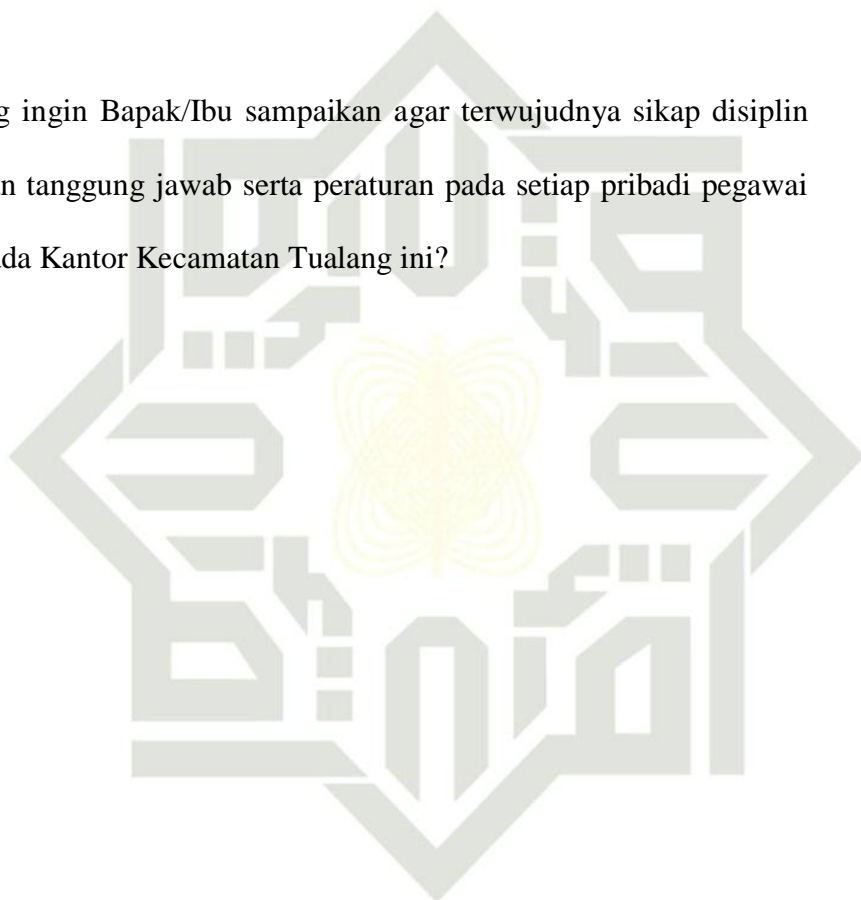 ingin Bapak/Ibu sampaikan agar terwujudnya sikap disiplin
tanggung jawab serta peraturan pada setiap pribadi pegawai
Kantor Kecamatan Tualang ini?